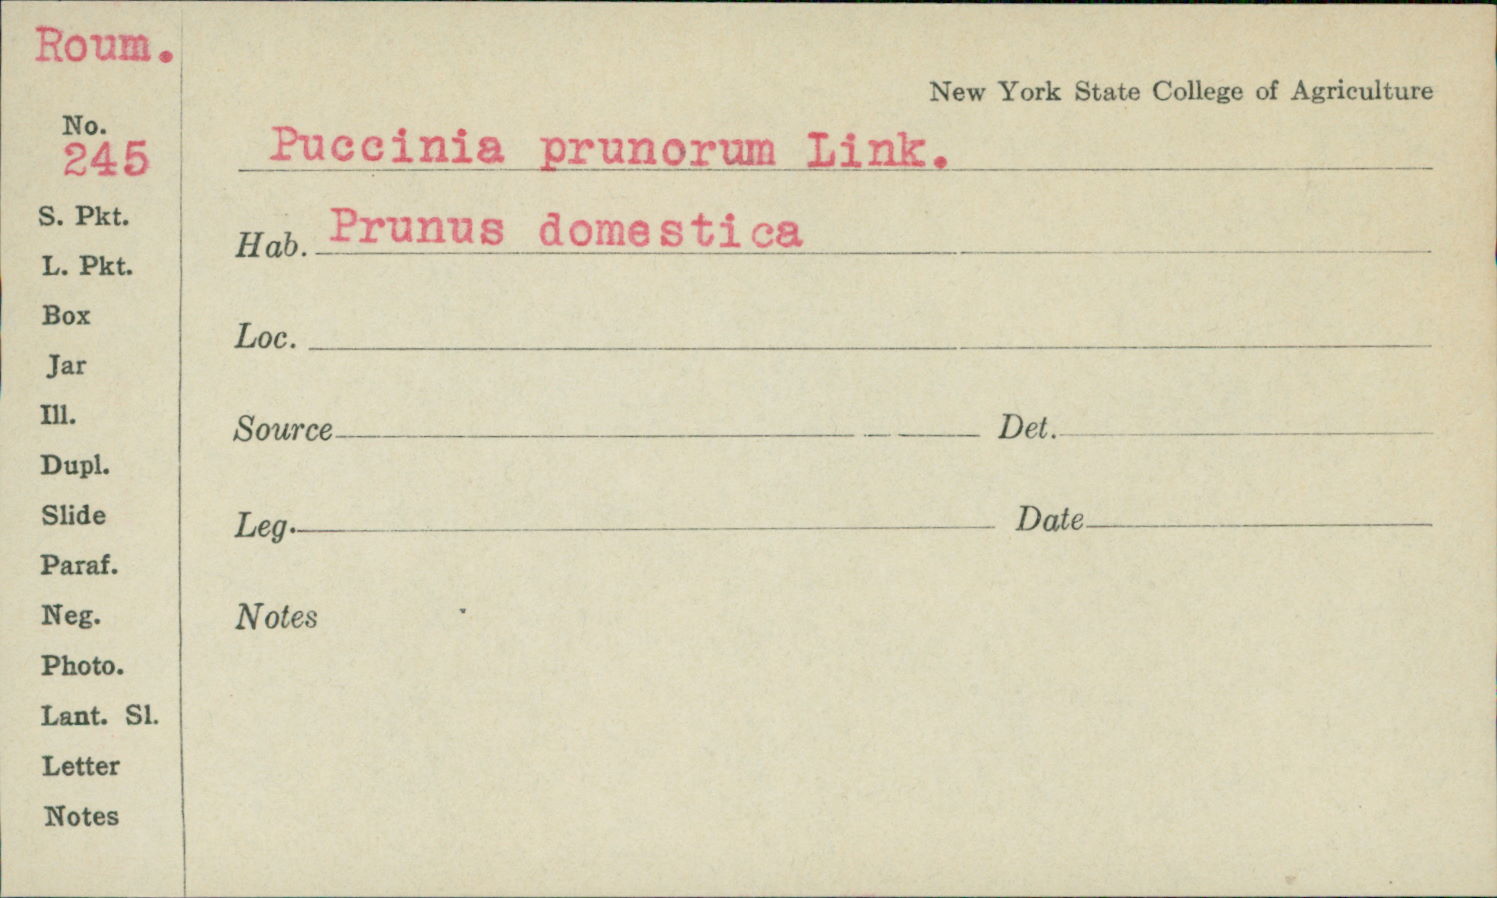 Roum.
New York State College of Agriculture
No.
245
Puccinia prunorum Link.
S. Pkt.
Hab. Prunus domestica
L. Pkt.
Box
Loc.
Jar
Ill.
Source Det.
Dupl.
Slide
Leg. Date
Paraf.
Neg.
Notes
Photo.
Lant. Sl.
Letter
Notes